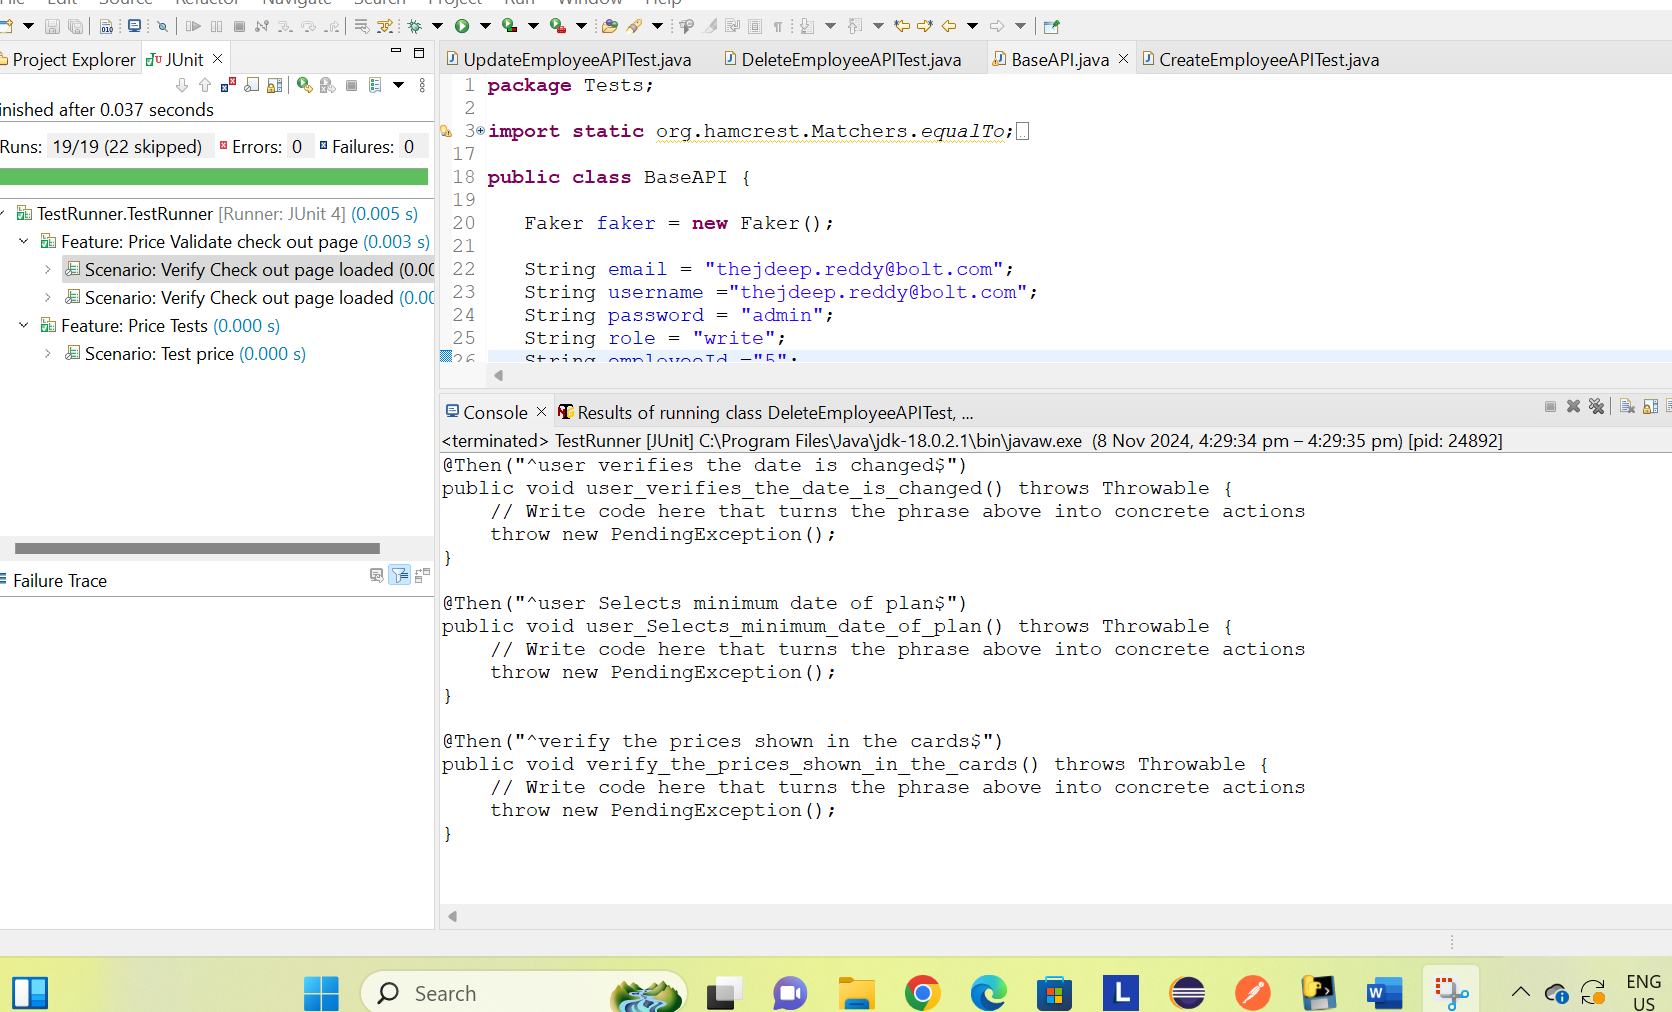 Project Explorer
JUnit
inished after 0.037 seconds
Runs: 19/19 (22 skipped) Errors: 0 Failures: 0
TestRunner.TestRunner [Runner: JUnit 4] (0.005 s)
Feature: Price Validate check out page (0.003 s)
Scenario: Verify Check out page loaded (0.00
Scenario: Verify Check out page loaded (0.00
Feature: Price Tests (0.000 s)
Scenario: Test price (0.000 s)
Failure Trace
UpdateEmployeeAPITest.java DeleteEmployeeAPITest.java BaseAPI.java CreateEmployeeAPITest.java
1 package Tests;
2
3 import static org.hamcrest.Matchers.equalTo;
17
18 public class BaseAPI {
19
20 Faker faker = new Faker();
21
22 String email = "thejdeep.reddy@bolt.com";
23 String username ="thejdeep.reddy@bolt.com";
24 String password = "admin";
25 String role = "write";
26 String employeeId ="5";
Console Results of running class DeleteEmployeeAPITest, ...
<terminated> TestRunner [JUnit] C:\Program Files\Java\jdk-18.0.2.1\bin\javaw.exe (8 Nov 2024, 4:29:34 pm – 4:29:35 pm) [pid: 24892]
@Then("^user verifies the date is changed$")
public void user_verifies_the_date_is_changed() throws Throwable {
// Write code here that turns the phrase above into concrete actions
throw new PendingException();
}
@Then("^user Selects minimum date of plan$")
public void user_Selects_minimum_date_of_plan() throws Throwable {
// Write code here that turns the phrase above into concrete actions
throw new PendingException();
}
@Then("^verify the prices shown in the cards$")
public void verify_the_prices_shown_in_the_cards() throws Throwable {
// Write code here that turns the phrase above into concrete actions
throw new PendingException();
}
Search
ENG
US